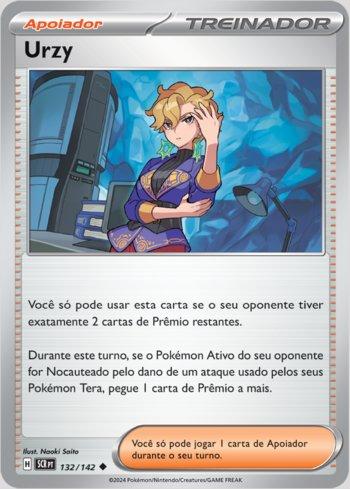 Apoiador
TREINADOR
Urzy
Você só pode usar esta carta se o seu oponente tiver
exatamente 2 cartas de Prêmio restantes.
Durante este turno, se o Pokémon Ativo do seu oponente
for Nocauteado pelo dano de um ataque usado pelos seus
Pokémon Tera, pegue 1 carta de Prêmio a mais.
Ilust. Naoki Saito
H SCR PT 132/142
Você só pode jogar 1 carta de Apoiador
durante o seu turno.
©2024 Pokémon/Nintendo/Creatures/GAME FREAK